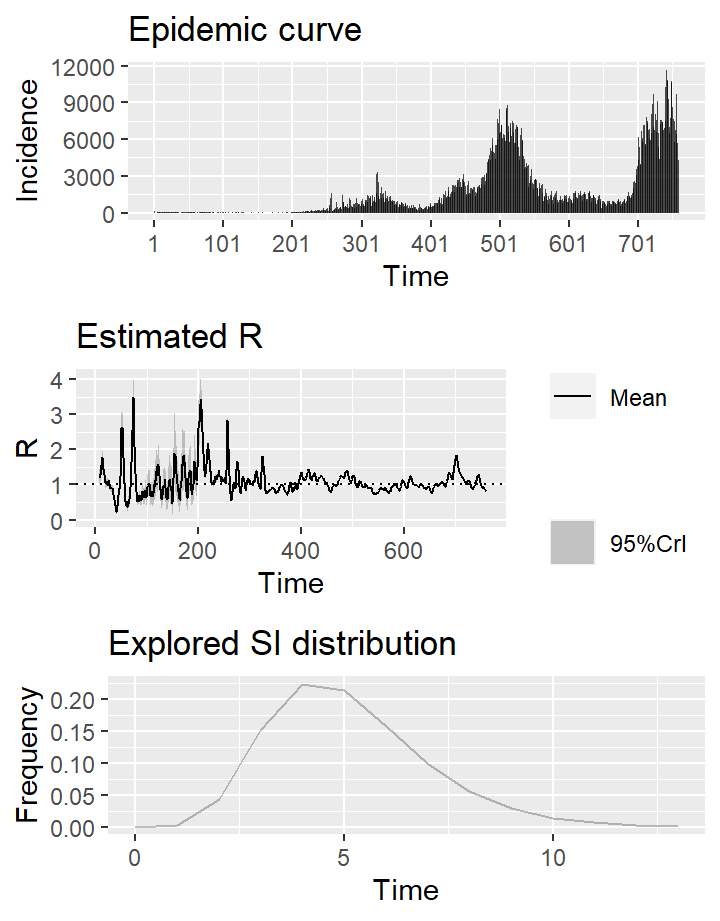 Epidemic curve
12000
9000
6000
3000
0
Incidence
1 101 201 301 401 501 601 701
Time
Estimated R
4
3
2
1
0
R
0 200 400 600
Time
Mean
95%CrI
Explored SI distribution
0.20
0.15
0.10
0.05
0.00
Frequency
0 5 10
Time